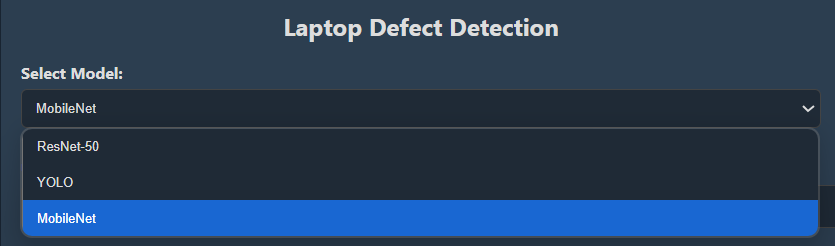 Laptop Defect Detection
Select Model:
MobileNet
ResNet-50
YOLO
MobileNet